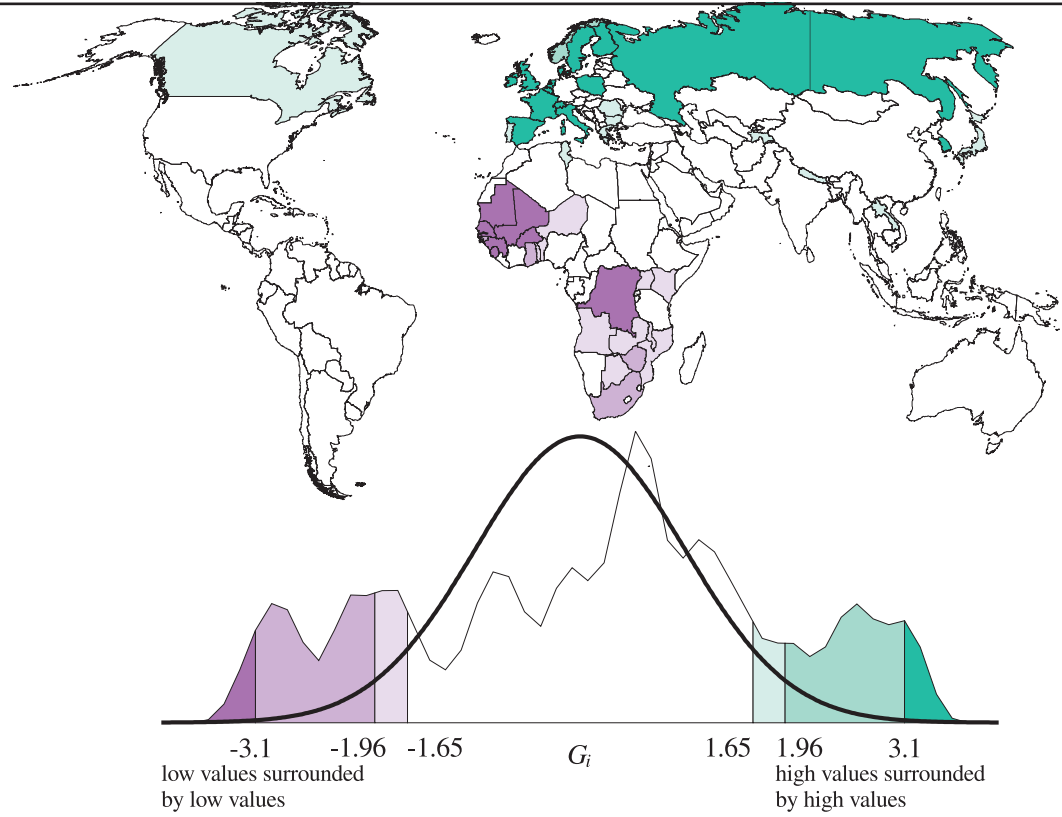 -3.1 -1.96 -1.65 Gi 1.65 1.96 3.1
low values surrounded
by low values
high values surrounded
by high values